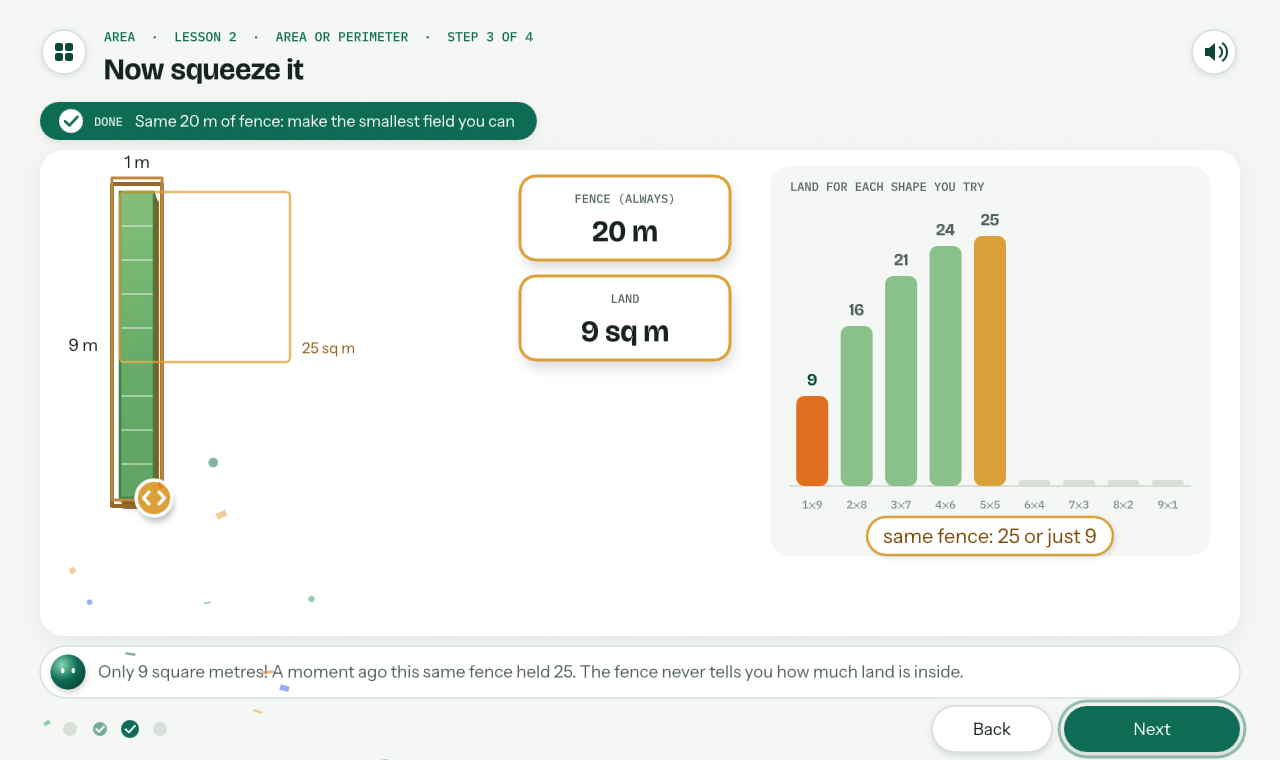 AREA · LESSON 2 · AREA OR PERIMETER · STEP 3 OF 4
Now squeeze it
DONE Same 20 m of fence: make the smallest field you can
1 m
9 m
25 sq m
FENCE (ALWAYS)
20 m
LAND
9 sq m
LAND FOR EACH SHAPE YOU TRY
9 16 21 24 25
1×9 2×8 3×7 4×6 5×5 6×4 7×3 8×2 9×1
same fence: 25 or just 9
Only 9 square metres! A moment ago this same fence held 25. The fence never tells you how much land is inside.
Back
Next